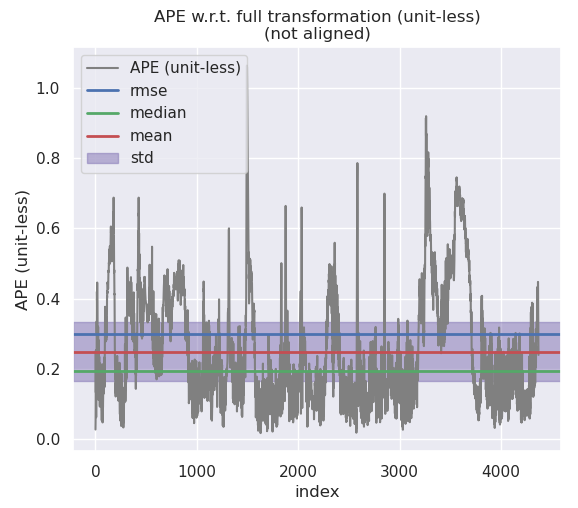 APE w.r.t. full transformation (unit-less)
(not aligned)
APE (unit-less)
rmse
median
mean
std
APE (unit-less)
1.0
0.8
0.6
0.4
0.2
0.0
0
1000
2000
3000
4000
index